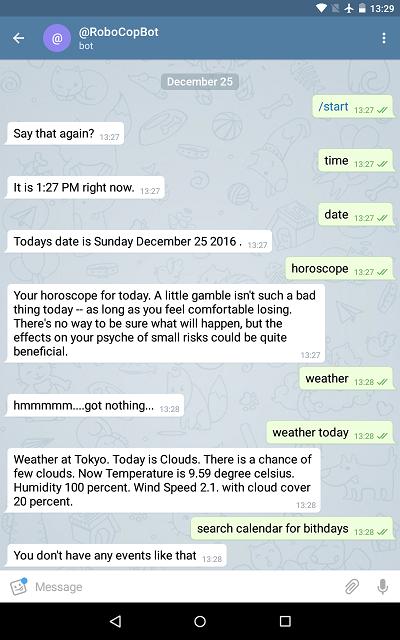 13:29
@
@RoboCopBot
bot
December 25
/start 13:27
Say that again? 13:27
time 13:27
It is 1:27 PM right now. 13:27
date 13:27
Todays date is Sunday December 25 2016 . 13:27
horoscope 13:27
Your horoscope for today. A little gamble isn't such a bad
thing today -- as long as you feel comfortable losing.
There's no way to be sure what will happen, but the
effects on your psyche of small risks could be quite
beneficial. 13:27
weather 13:28
hmmmmm....got nothing... 13:28
weather today 13:28
Weather at Tokyo. Today is Clouds. There is a chance of
few clouds. Now Temperature is 9.59 degree celsius.
Humidity 100 percent. Wind Speed 2.1. with cloud cover
20 percent. 13:28
search calendar for bithdays 13:28
You don't have any events like that 13:28
Message